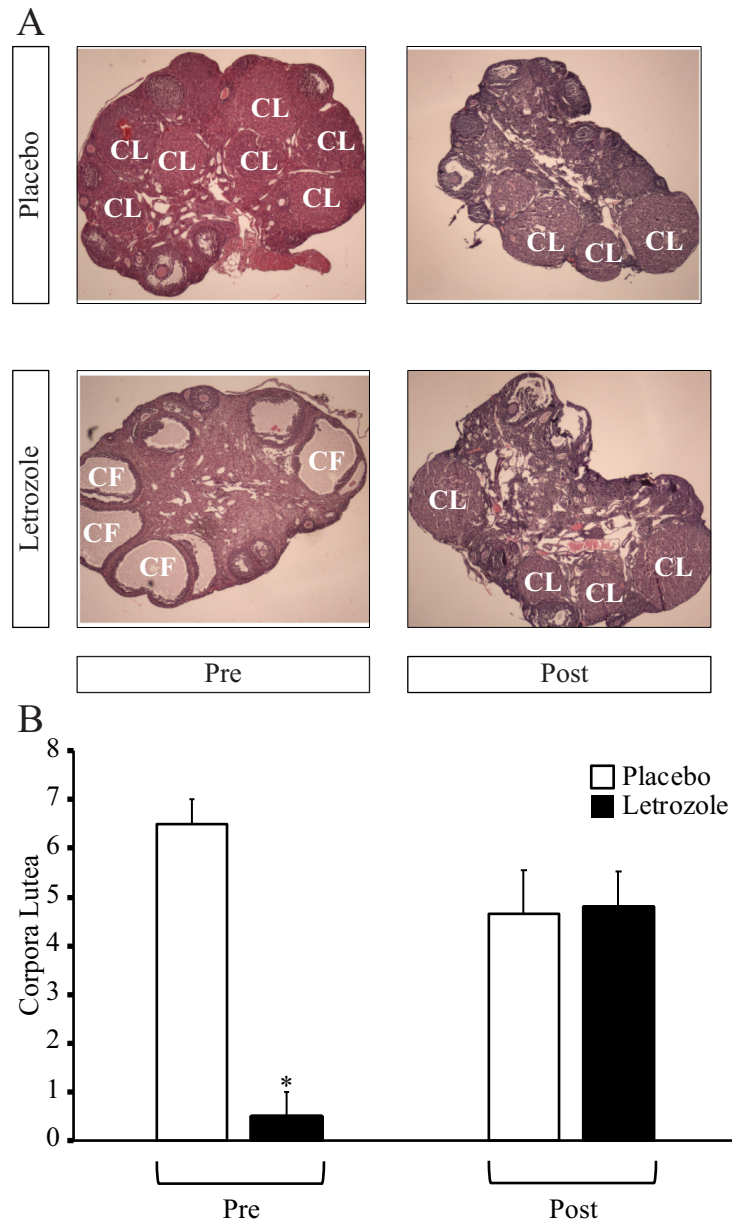 A
Placebo
CL
CL CL CL CL
CL CL
CL CL CL
Letrozole
CF
CF
CF
CF
CL
CL CL CL
Pre Post
B
Corpora Lutea
8
7
6
5
4
3
2
1
0
Placebo
Letrozole
*
Pre Post